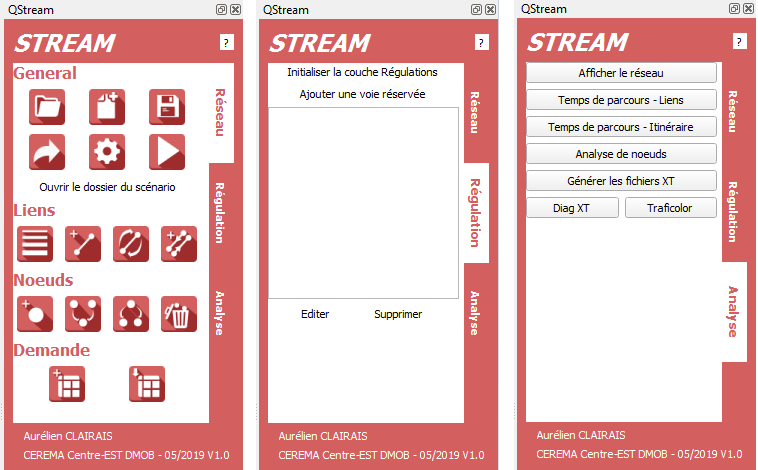 QStream
STREAM
?
General
Ouvrir le dossier du scénario
Liens
Noeuds
Demande
Réseau
Régulation
Analyse
Aurélien CLAIRAIS
CEREMA Centre-EST DMOB - 05/2019 V1.0
QStream
STREAM
?
Initialiser la couche Régulations
Ajouter une voie réservée
Editer Supprimer
Réseau
Régulation
Analyse
Aurélien CLAIRAIS
CEREMA Centre-EST DMOB - 05/2019 V1.0
QStream
STREAM
?
Afficher le réseau
Temps de parcours - Liens
Temps de parcours - Itinéraire
Analyse de noeuds
Générer les fichiers XT
Diag XT Traficolor
Réseau
Régulation
Analyse
Aurélien CLAIRAIS
CEREMA Centre-EST DMOB - 05/2019 V1.0